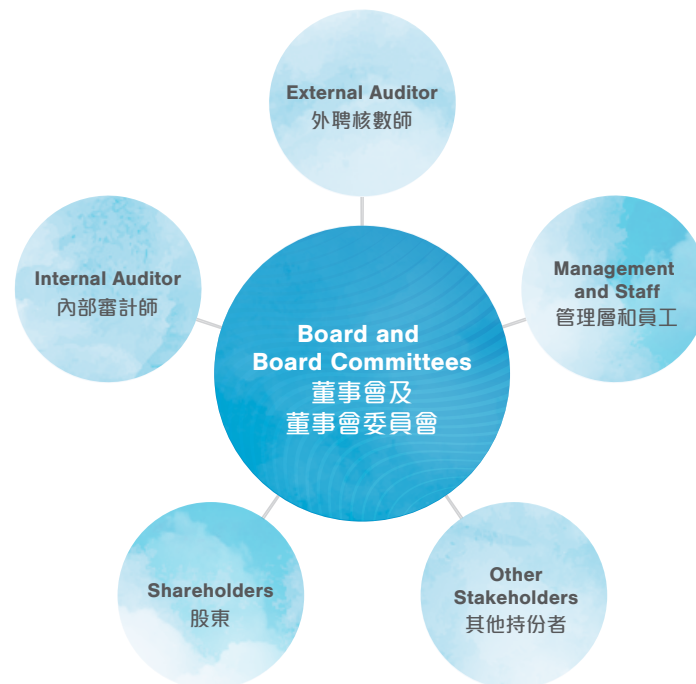 External Auditor
外聘核數師
Internal Auditor
內部審計師
Management
and Staff
管理層和員工
Board and
Board Committees
董事會及
董事會委員會
Shareholders
股東
Other
Stakeholders
其他持份者